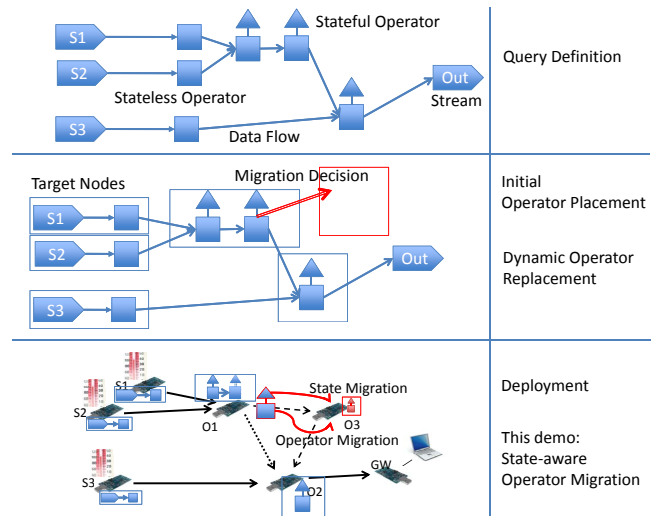 Stateful Operator
S1
S2
Stateless Operator
S3
Data Flow
Out
Stream
Query Definition
Target Nodes
Migration Decision
S1
S2
S3
Out
Initial
Operator Placement
Dynamic Operator
Replacement
S1
S2
S3
O1
State Migration
O3
Operator Migration
O2
GW
Deployment
This demo:
State-aware
Operator Migration